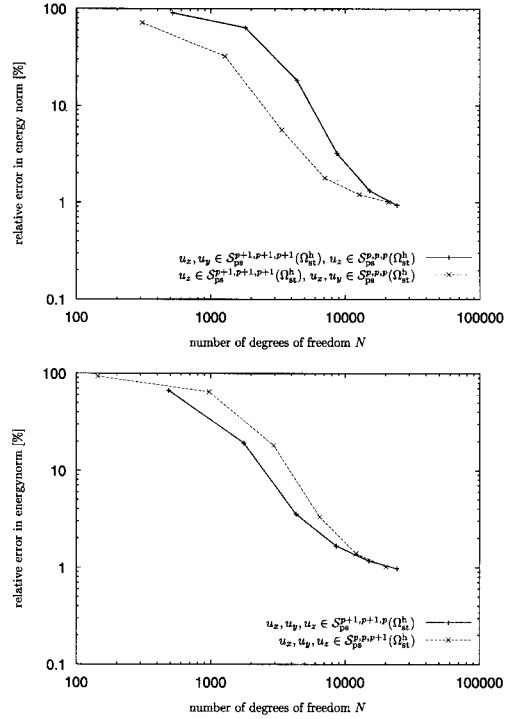 100
10
1
0.1
relative error in energy norm [%]
u_x, u_y ∈ S_ps^{p+1,p+1,p+1}(Ω_st^h), u_z ∈ S_ps^{p,p,p}(Ω_st^h)
u_z ∈ S_ps^{p+1,p+1,p+1}(Ω_st^h), u_x, u_y ∈ S_ps^{p,p,p}(Ω_st^h)
100 1000 10000 100000
number of degrees of freedom N
100
10
1
0.1
relative error in energynorm [%]
u_x, u_y, u_z ∈ S_ps^{p+1,p+1,p}(Ω_st^h)
u_x, u_y, u_z ∈ S_ps^{p,p,p+1}(Ω_st^h)
100 1000 10000 100000
number of degrees of freedom N